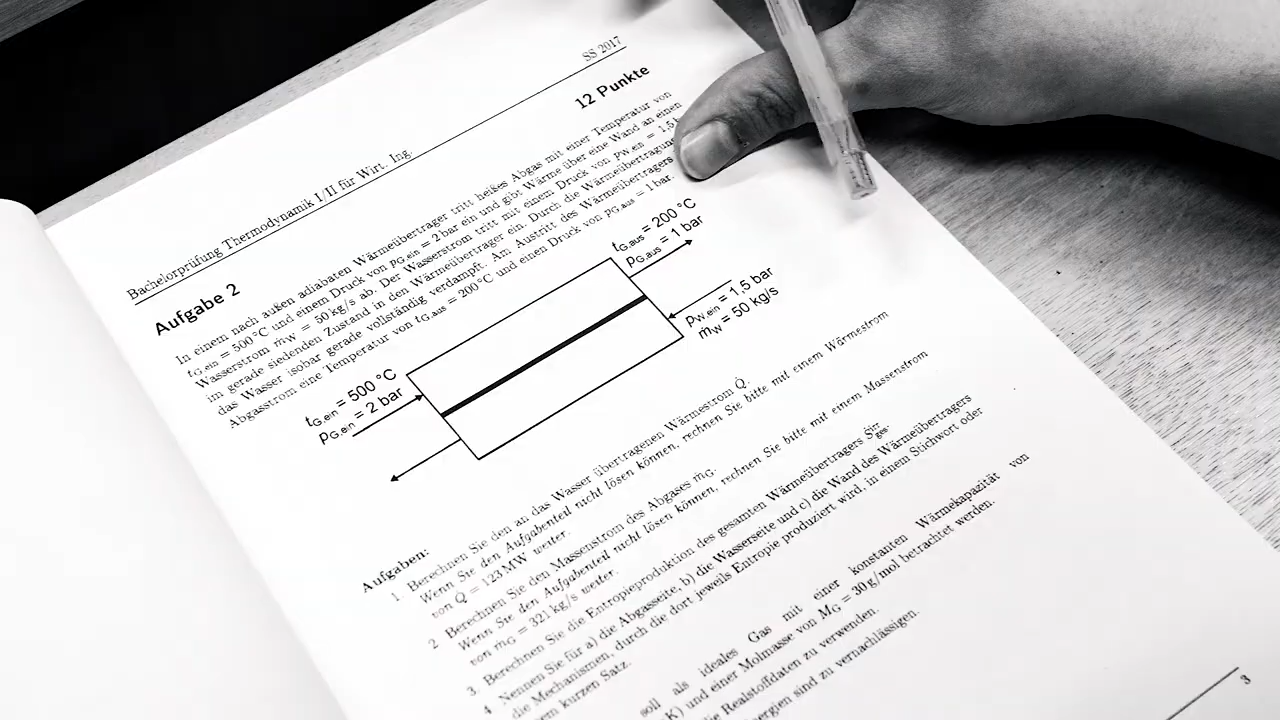 Bachelorprüfung Thermodynamik I/II für Wirt. Ing.
SS 2017
Aufgabe 2
12 Punkte
In einem nach außen adiabaten Wärmeübertrager tritt heißes Abgas mit einer Temperatur von
t_G,ein = 500 °C und einem Druck von p_G,ein = 2 bar ein und gibt Wärme über eine Wand an einen
Wasserstrom ṁ_W = 50 kg/s ab. Der Wasserstrom tritt mit einem Druck von p_W,ein = 1,5 b
im gerade siedenden Zustand in den Wärmeübertrager ein. Durch die Wärmeübertragung
das Wasser isobar gerade vollständig verdampft. Am Austritt des Wärmeübertragers
Abgasstrom eine Temperatur von t_G,aus = 200 °C und einen Druck von p_G,aus = 1 bar.
t_G,aus = 200 °C
p_G,aus = 1 bar
p_W,ein = 1,5 bar
ṁ_W = 50 kg/s
t_G,ein = 500 °C
p_G,ein = 2 bar
Aufgaben:
1 Berechnen Sie den an das Wasser übertragenen Wärmestrom Q̇.
Wenn Sie den Aufgabenteil nicht lösen können, rechnen Sie bitte mit einem Wärmestrom
von Q̇ = 123 MW weiter.
2 Berechnen Sie den Massenstrom des Abgases ṁ_G.
Wenn Sie den Aufgabenteil nicht lösen können, rechnen Sie bitte mit einem Massenstrom
von ṁ_G = 321 kg/s weiter.
3 Berechnen Sie die Entropieproduktion des gesamten Wärmeübertragers Ṡ_irr,ges.
4 Nennen Sie für a) die Abgasseite, b) die Wasserseite und c) die Wand des Wärmeübertragers
die Mechanismen, durch die dort jeweils Entropie produziert wird, in einem Stichwort oder
nem kurzen Satz.
soll als ideales Gas mit einer konstanten Wärmekapazität von
K) und einer Molmasse von M_G = 30 g/mol betrachtet werden.
ie Realstoffdaten zu verwenden.
ergien sind zu vernachlässigen.
3